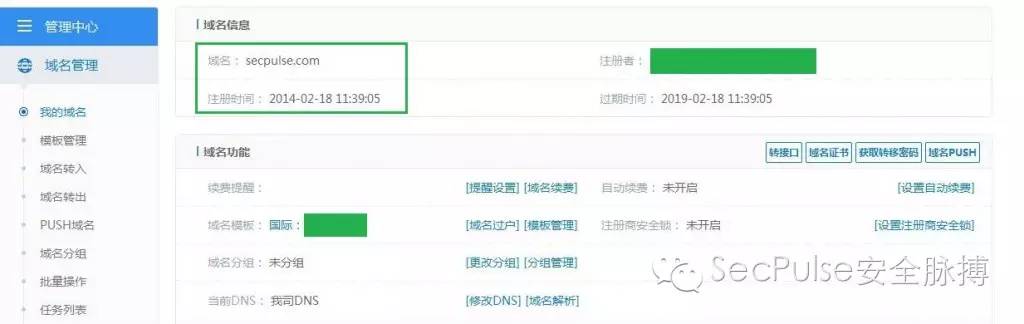 管理中心
域名管理
我的域名
模板管理
域名转入
域名转出
PUSH域名
域名分组
批量操作
任务列表
域名信息
域名： secpulse.com 注册者：
注册时间： 2014-02-18 11:39:05 过期时间： 2019-02-18 11:39:05
域名功能 转接口 域名证书 获取转移密码 域名PUSH
续费提醒： [提醒设置] [域名续费] 自动续费： 未开启 [设置自动续费]
域名模板： 国际： [域名过户] [模板管理] 注册商安全锁： 未开启 [设置注册商安全锁]
域名分组： 未分组 [更改分组] [分组管理]
当前DNS： 我司DNS [修改DNS] [域名解析]
SecPulse安全脉搏